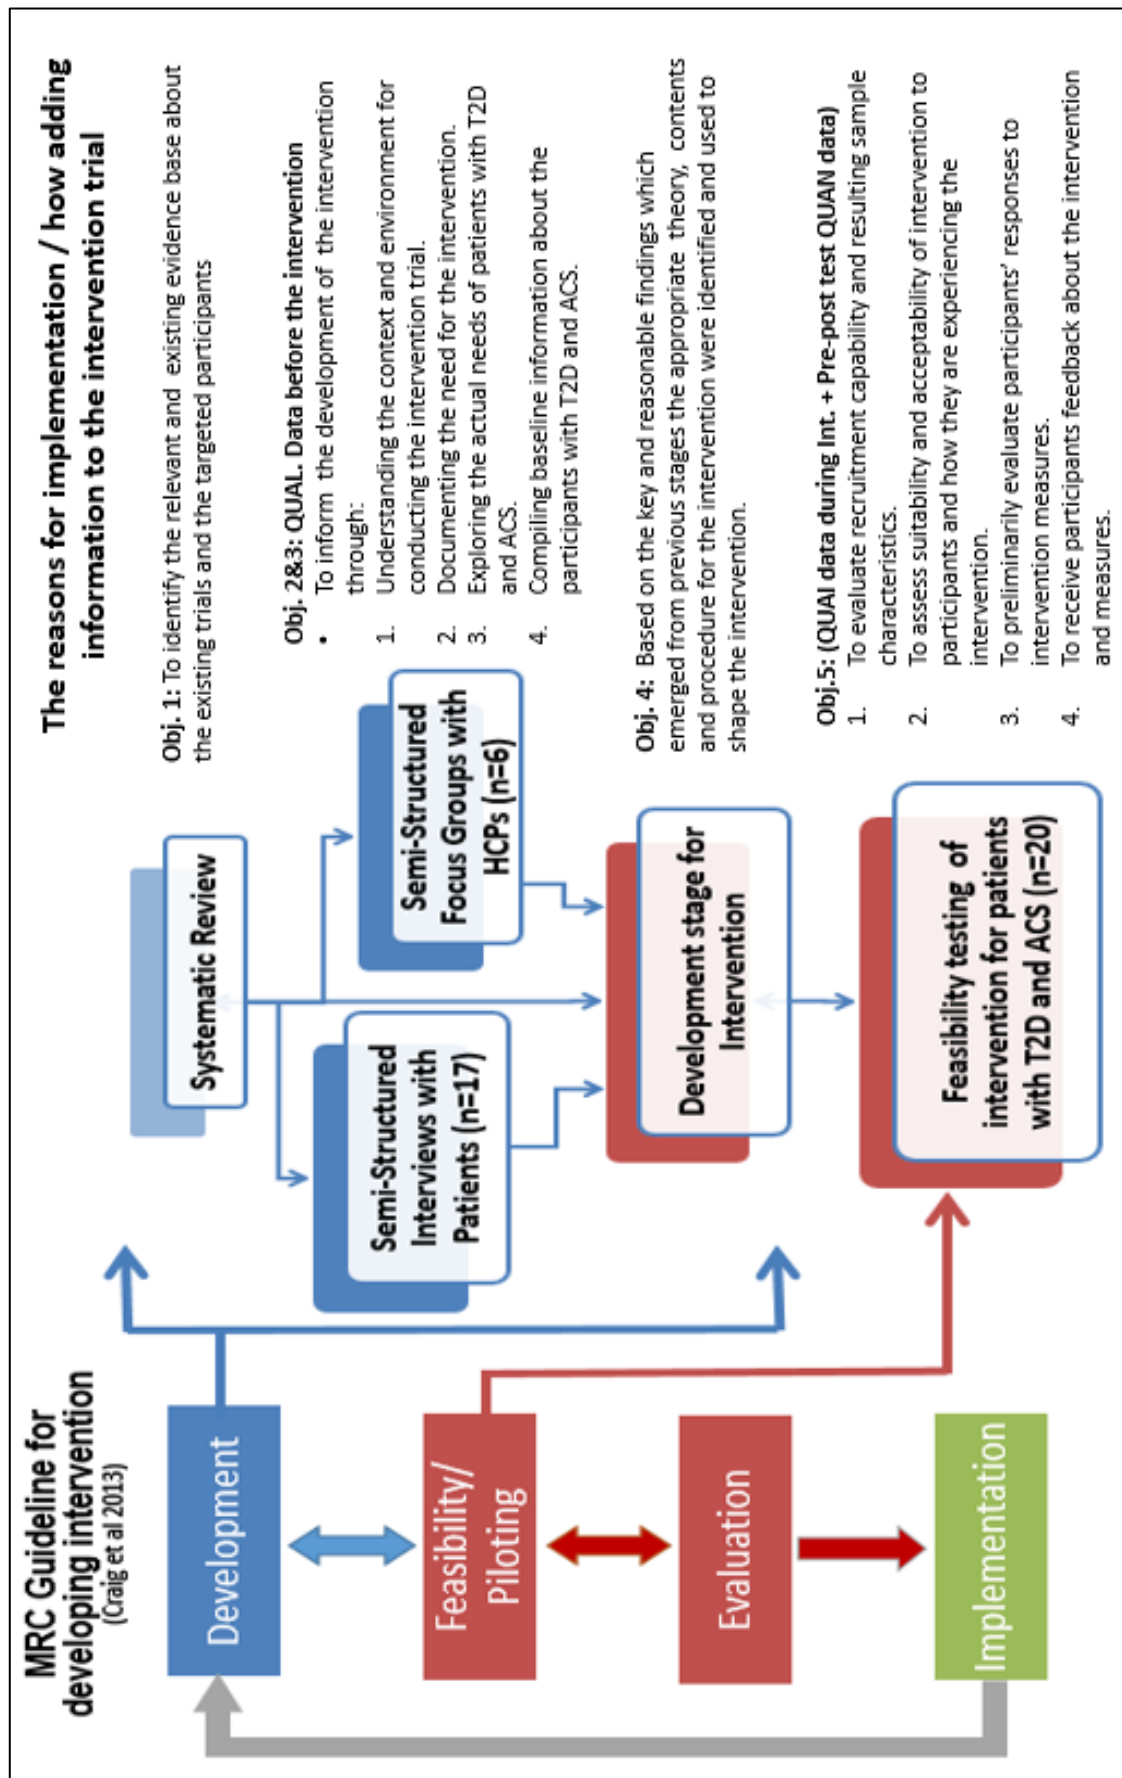 MRC Guideline for
developing intervention
(Craig et al 2013)
Development
Feasibility/
Piloting
Evaluation
Implementation
Systematic Review
Semi-Structured
Interviews with
Patients (n=17)
Semi-Structured
Focus Groups with
HCPs (n=6)
Development stage for
Intervention
Feasibility testing of
intervention for patients
with T2D and ACS (n=20)
The reasons for implementation / how adding
information to the intervention trial
Obj. 1: To identify the relevant and existing evidence base about
the existing trials and the targeted participants
Obj. 2&3: QUAL. Data before the intervention
• To inform the development of the intervention
through:
1. Understanding the context and environment for
conducting the intervention trial.
2. Documenting the need for the intervention.
3. Exploring the actual needs of patients with T2D
and ACS.
4. Compiling baseline information about the
participants with T2D and ACS.
Obj. 4: Based on the key and reasonable findings which
emerged from previous stages the appropriate theory, contents
and procedure for the intervention were identified and used to
shape the intervention.
Obj.5: (QUAl data during Int. + Pre-post test QUAN data)
1. To evaluate recruitment capability and resulting sample
characteristics.
2. To assess suitability and acceptability of intervention to
participants and how they are experiencing the
intervention.
3. To preliminarily evaluate participants' responses to
intervention measures.
4. To receive participants feedback about the intervention
and measures.